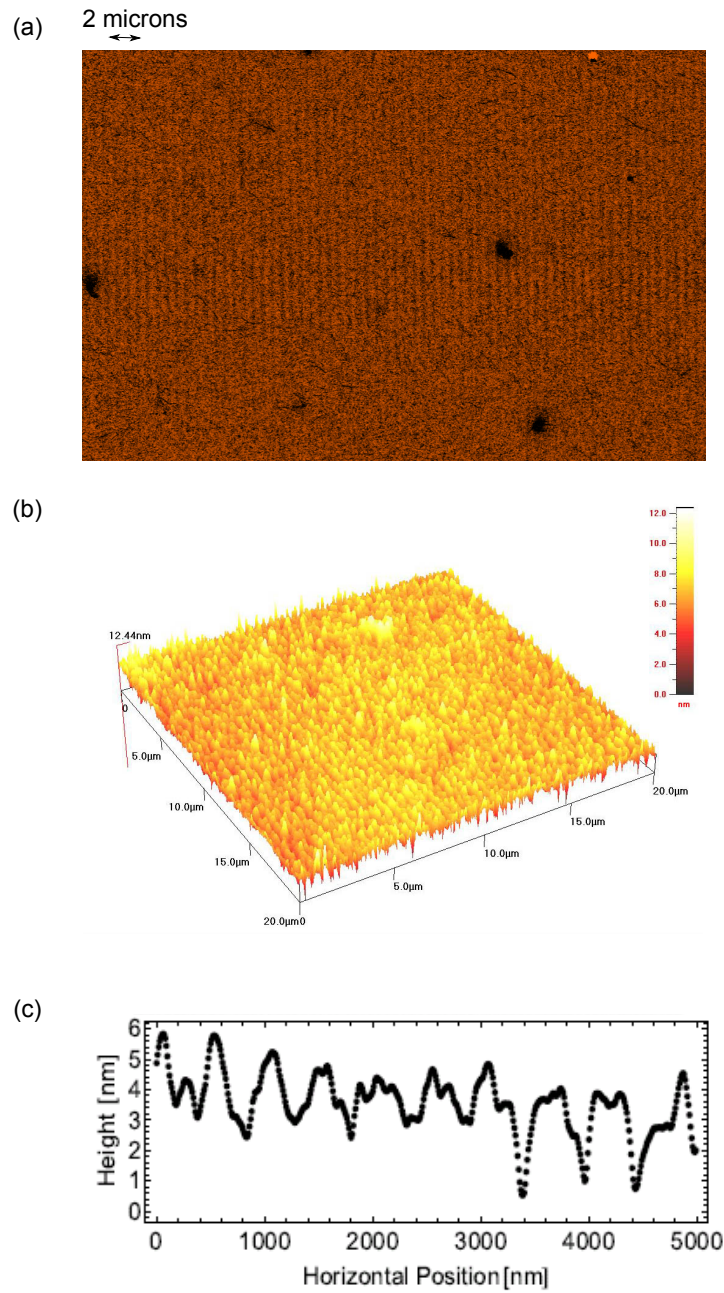 (a)
2 microns
(b)
12.0
10.0
8.0
6.0
4.0
2.0
0.0
nm
12.44nm
0
5.0µm
10.0µm
15.0µm
20.0µm0
5.0µm
10.0µm
15.0µm
20.0µm
(c)
Height [nm]
6
5
4
3
2
1
0
0 1000 2000 3000 4000 5000
Horizontal Position[nm]